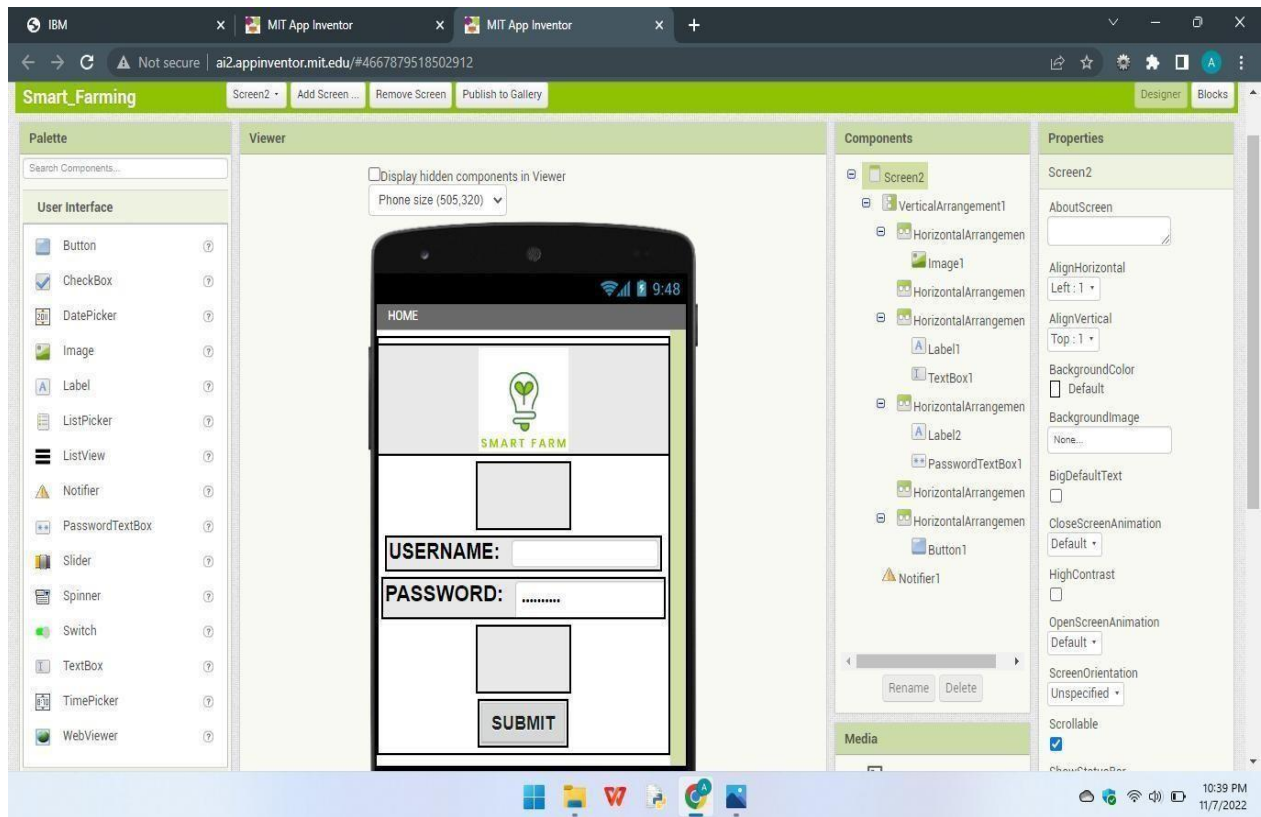 IBM
MIT App Inventor
MIT App Inventor
Not secure | ai2.appinventor.mit.edu/#4667879518502912
A
Smart_Farming
Screen2
Add Screen ...
Remove Screen
Publish to Gallery
Designer
Blocks
Palette
Search Components...
User Interface
Button
CheckBox
DatePicker
Image
Label
ListPicker
ListView
Notifier
PasswordTextBox
Slider
Spinner
Switch
TextBox
TimePicker
WebViewer
Viewer
Display hidden components in Viewer
Phone size (505,320)
9:48
HOME
SMART FARM
USERNAME:
PASSWORD:
..........
SUBMIT
Components
Screen2
VerticalArrangement1
HorizontalArrangemen
Image1
HorizontalArrangemen
HorizontalArrangemen
Label1
TextBox1
HorizontalArrangemen
Label2
PasswordTextBox1
HorizontalArrangemen
HorizontalArrangemen
Button1
Notifier1
Rename
Delete
Media
Properties
Screen2
AboutScreen
AlignHorizontal
Left : 1
AlignVertical
Top : 1
BackgroundColor
Default
BackgroundImage
None...
BigDefaultText
CloseScreenAnimation
Default
HighContrast
OpenScreenAnimation
Default
ScreenOrientation
Unspecified
Scrollable
ShowStatusBar
10:39 PM
11/7/2022